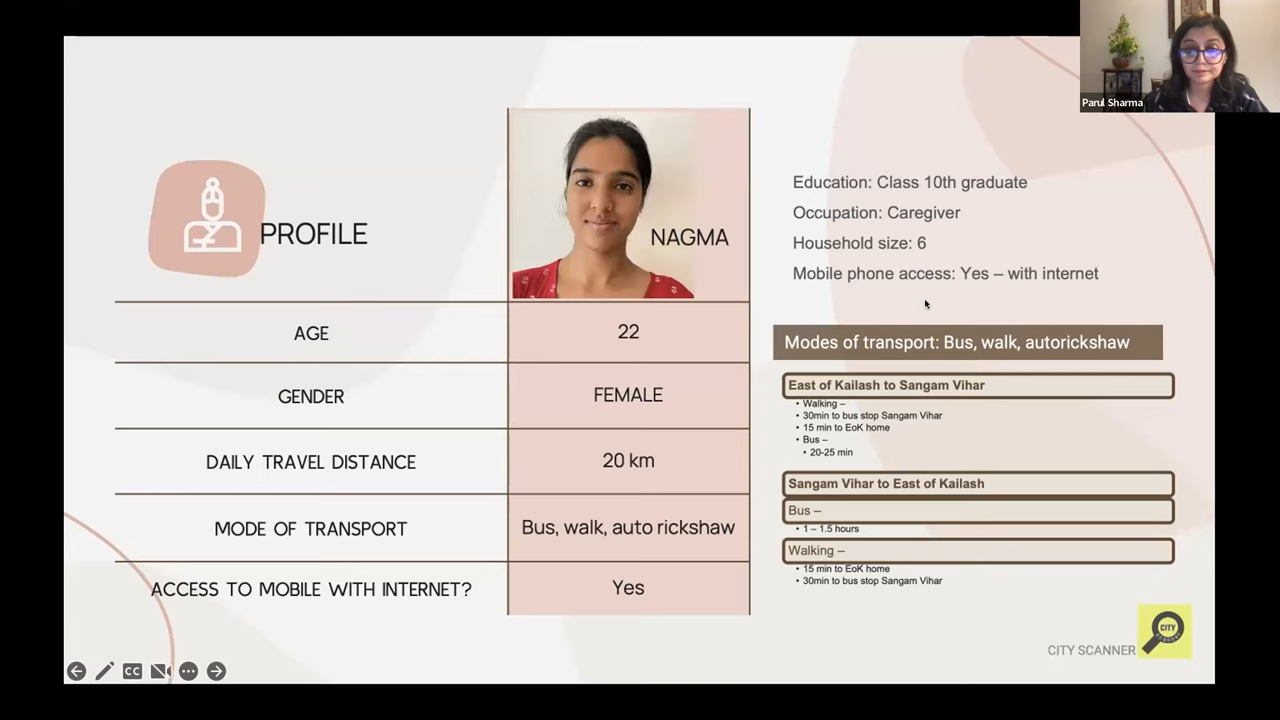 Parul Sharma
PROFILE
NAGMA
AGE
22
GENDER
FEMALE
DAILY TRAVEL DISTANCE
20 km
MODE OF TRANSPORT
Bus, walk, auto rickshaw
ACCESS TO MOBILE WITH INTERNET?
Yes
Education: Class 10th graduate
Occupation: Caregiver
Household size: 6
Mobile phone access: Yes – with internet
Modes of transport: Bus, walk, autorickshaw
East of Kailash to Sangam Vihar
• Walking –
• 30min to bus stop Sangam Vihar
• 15 min to EoK home
• Bus –
• 20-25 min
Sangam Vihar to East of Kailash
Bus –
• 1 – 1.5 hours
Walking –
• 15 min to EoK home
• 30min to bus stop Sangam Vihar
CITY SCANNER
CITY
CC